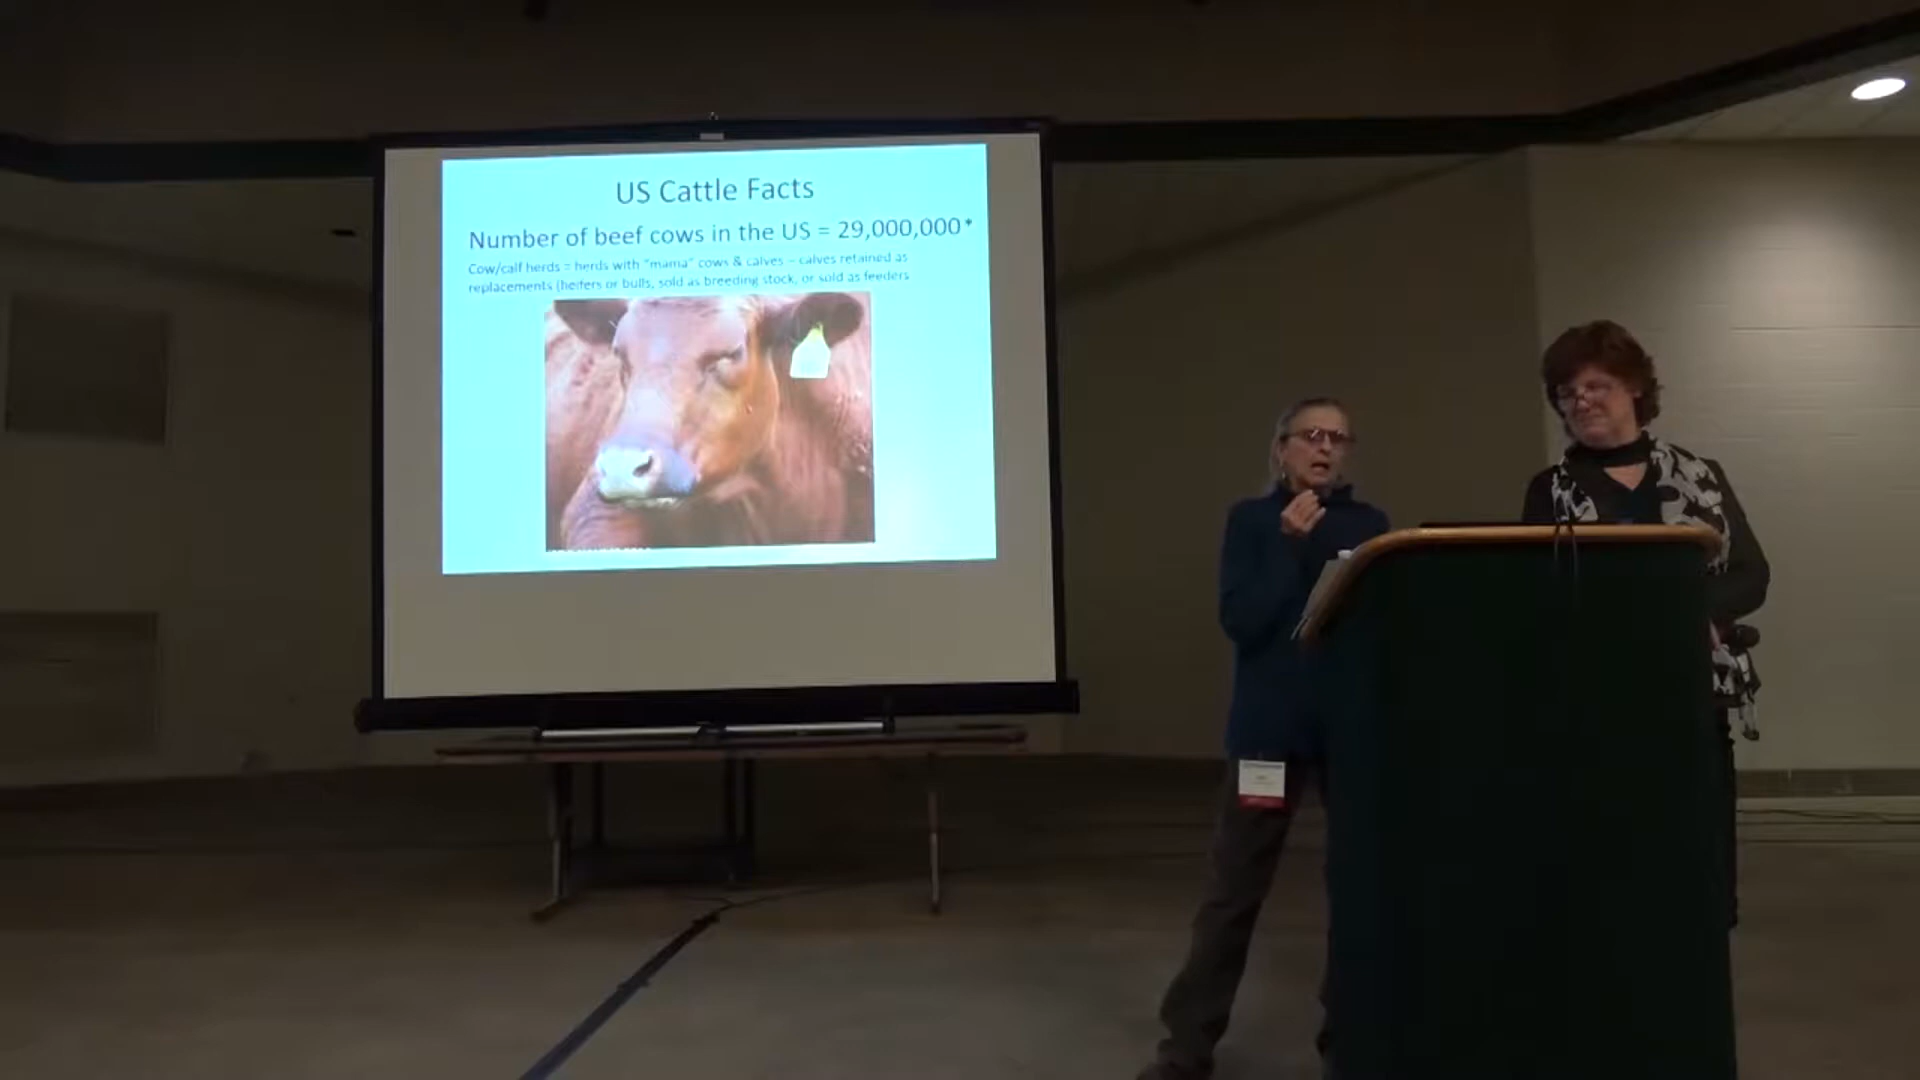 US Cattle Facts
Number of beef cows in the US = 29,000,000*
Cow/calf herds = herds with "mama" cows & calves – calves retained as
replacements (heifers or bulls, sold as breeding stock, or sold as feeders